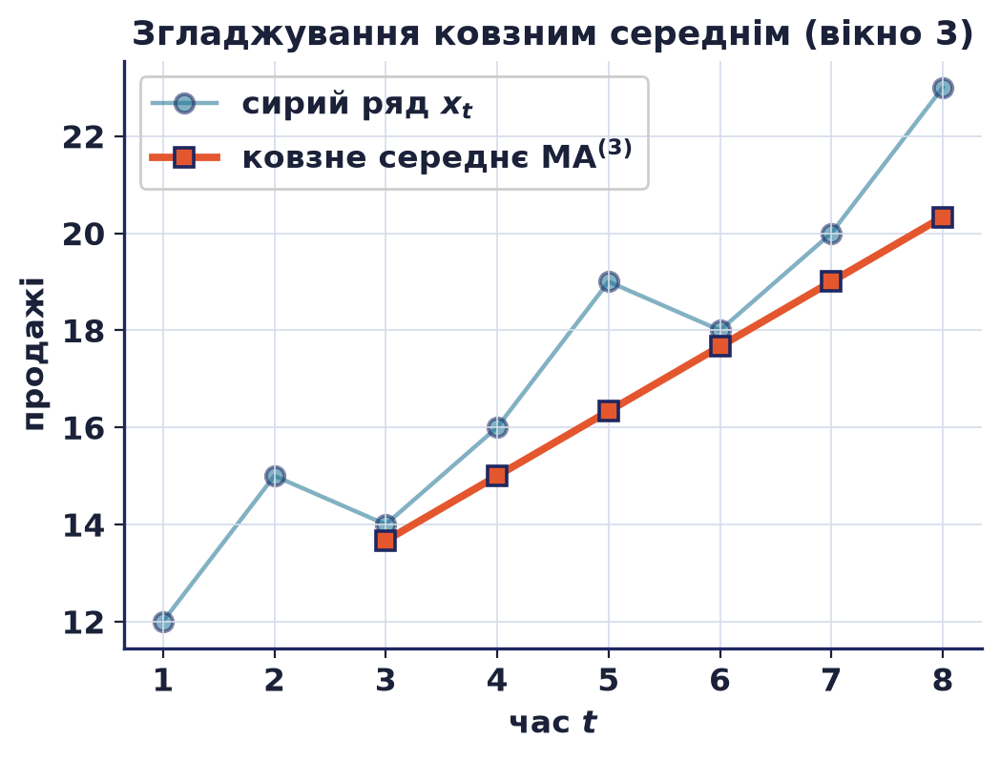 Згладжування ковзним середнім (вікно 3)
сирий ряд xₜ
ковзне середнє MA⁽³⁾
22
20
18
16
14
12
продажі
1 2 3 4 5 6 7 8
час t